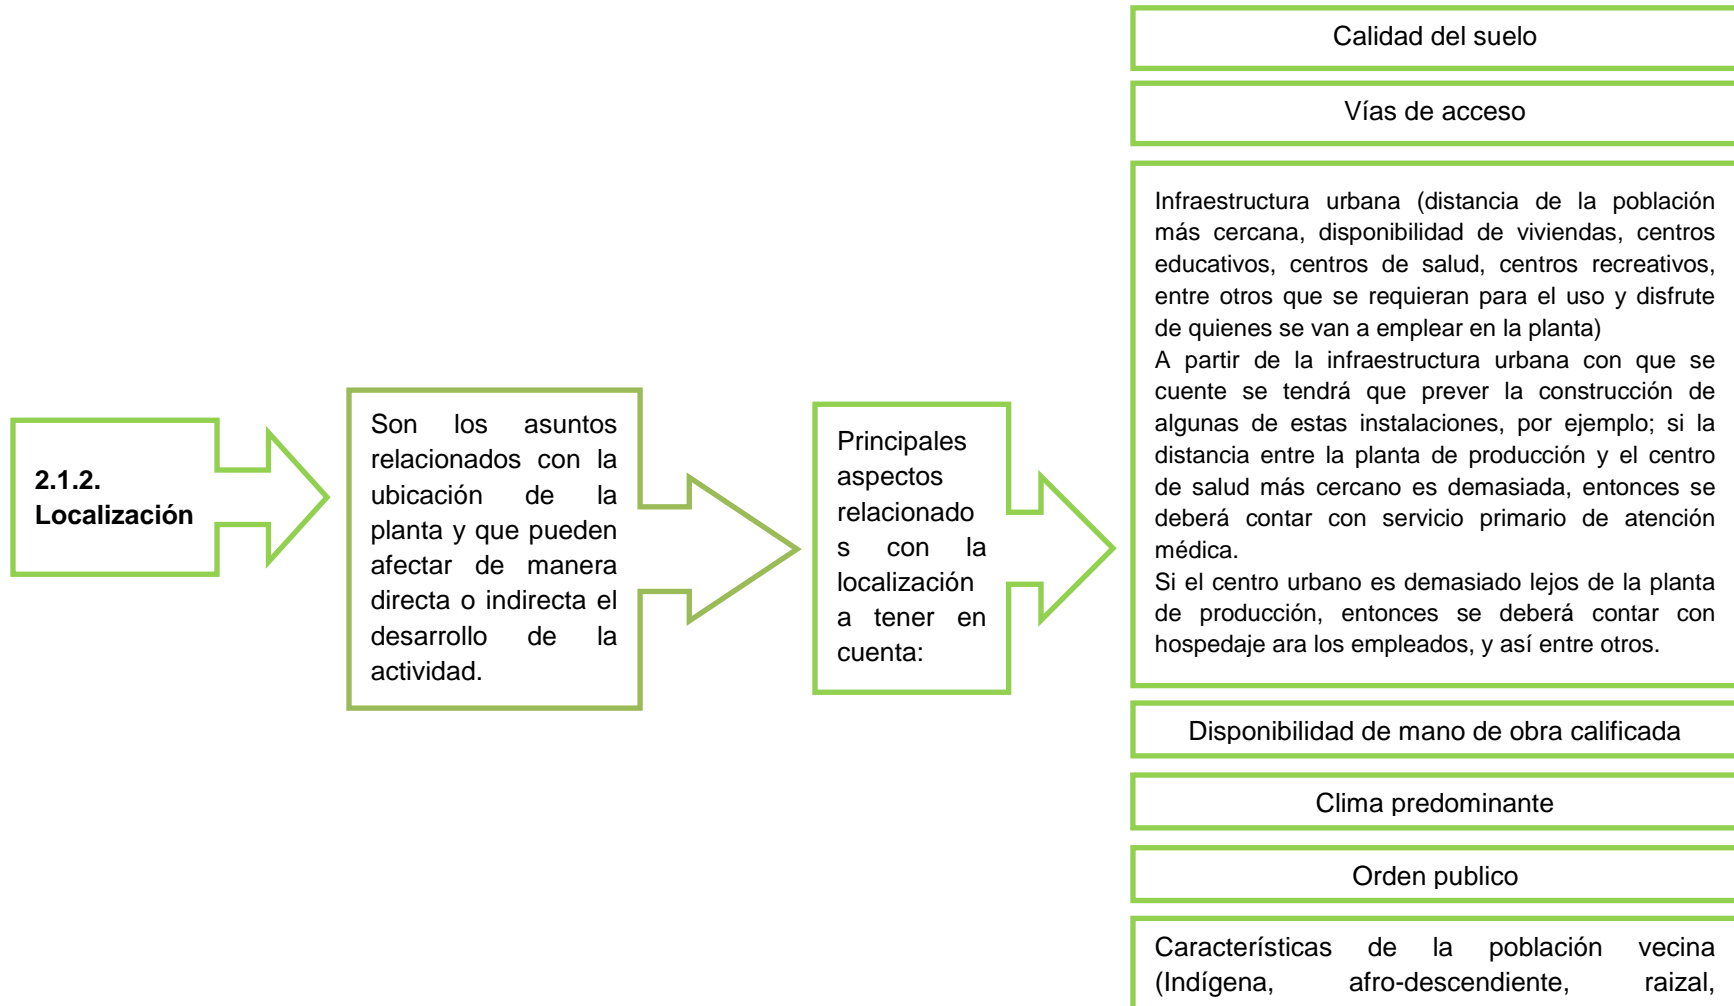 2.1.2.
Localización
Son los asuntos
relacionados con la
ubicación de la
planta y que pueden
afectar de manera
directa o indirecta el
desarrollo de la
actividad.
Principales
aspectos
relacionado
s con la
localización
a tener en
cuenta:
Calidad del suelo
Vías de acceso
Infraestructura urbana (distancia de la población
más cercana, disponibilidad de viviendas, centros
educativos, centros de salud, centros recreativos,
entre otros que se requieran para el uso y disfrute
de quienes se van a emplear en la planta)
A partir de la infraestructura urbana con que se
cuente se tendrá que prever la construcción de
algunas de estas instalaciones, por ejemplo; si la
distancia entre la planta de producción y el centro
de salud más cercano es demasiada, entonces se
deberá contar con servicio primario de atención
médica.
Si el centro urbano es demasiado lejos de la planta
de producción, entonces se deberá contar con
hospedaje ara los empleados, y así entre otros.
Disponibilidad de mano de obra calificada
Clima predominante
Orden publico
Características de la población vecina
(Indígena, afro-descendiente, raizal,